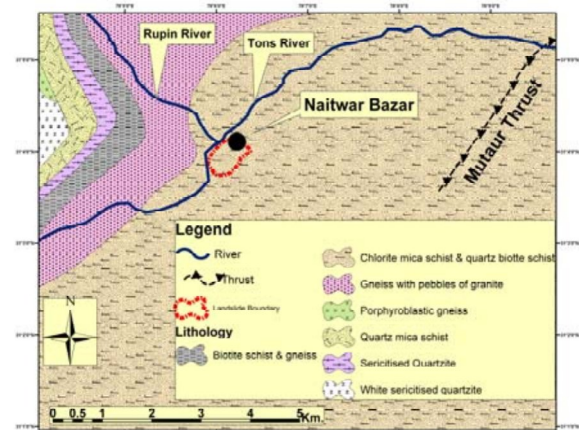 Rupin River
Tons River
Naitwar Bazar
Mutaur Thrust
Legend
River
Thrust
Landslide Boundary
Lithology
Biotite schist & gneiss
Chlorite mica schist & quartz biotte schist
Gneiss with pebbles of granite
Porphyroblastic gneiss
Quartz mica schist
Sericitised Quartzite
White sericitised quartzite
N
0 0.5 1 2 3 4 5
Km.